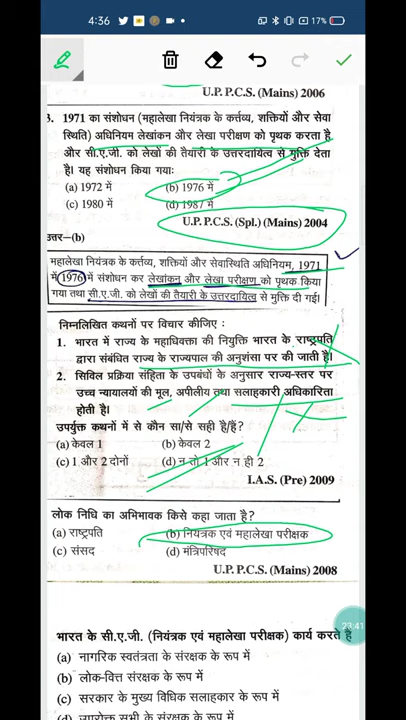 4:36
17%
U.P. P.C.S. (Mains) 2006
3. 1971 का संशोधन (महालेखा नियंत्रक के कर्त्तव्य, शक्तियों और सेवा
स्थिति) अधिनियम लेखांकन और लेखा परीक्षण को पृथक करता है
और सी.ए.जी. को लेखों की तैयारी के उत्तरदायित्व से मुक्ति देता
है। यह संशोधन किया गयाः
(a) 1972 में (b) 1976 में
(c) 1980 में (d) 1987 में
U.P. P.C.S. (Spl.) (Mains) 2004
उत्तर-(b)
महालेखा नियंत्रक के कर्तव्य, शक्तियों और सेवास्थिति अधिनियम, 1971
में 1976 में संशोधन कर लेखांकन और लेखा परीक्षण को पृथक किया
गया तथा सी.ए.जी. को लेखों की तैयारी के उत्तरदायित्व से मुक्ति दी गई।
निम्नलिखित कथनों पर विचार कीजिए :
1. भारत में राज्य के महाधिवक्ता की नियुक्ति भारत के राष्ट्रपति
द्वारा संबंधित राज्य के राज्यपाल की अनुशंसा पर की जाती है।
2. सिविल प्रक्रिया संहिता के उपबंधों के अनुसार राज्य-स्तर पर
उच्च न्यायालयों की मूल, अपीलीय तथा सलाहकारी अधिकारिता
होती है।
उपर्युक्त कथनों में से कौन सा/से सही है/हैं?
(a) केवल 1 (b) केवल 2
(c) 1 और 2 दोनों (d) न तो 1 और न ही 2
I.A.S. (Pre) 2009
लोक निधि का अभिभावक किसे कहा जाता है?
(a) राष्ट्रपति (b) नियंत्रक एवं महालेखा परीक्षक
(c) संसद (d) मंत्रिपरिषद
U.P. P.C.S. (Mains) 2008
23:41
भारत के सी.ए.जी. (नियंत्रक एवं महालेखा परीक्षक) कार्य करते हैं
(a) नागरिक स्वतंत्रता के संरक्षक के रूप में
(b) लोक-वित्त संरक्षक के रूप में
(c) सरकार के मुख्य विधिक सलाहकार के रूप में
(d) उपरोक्त सभी के संरक्षक के रूप में